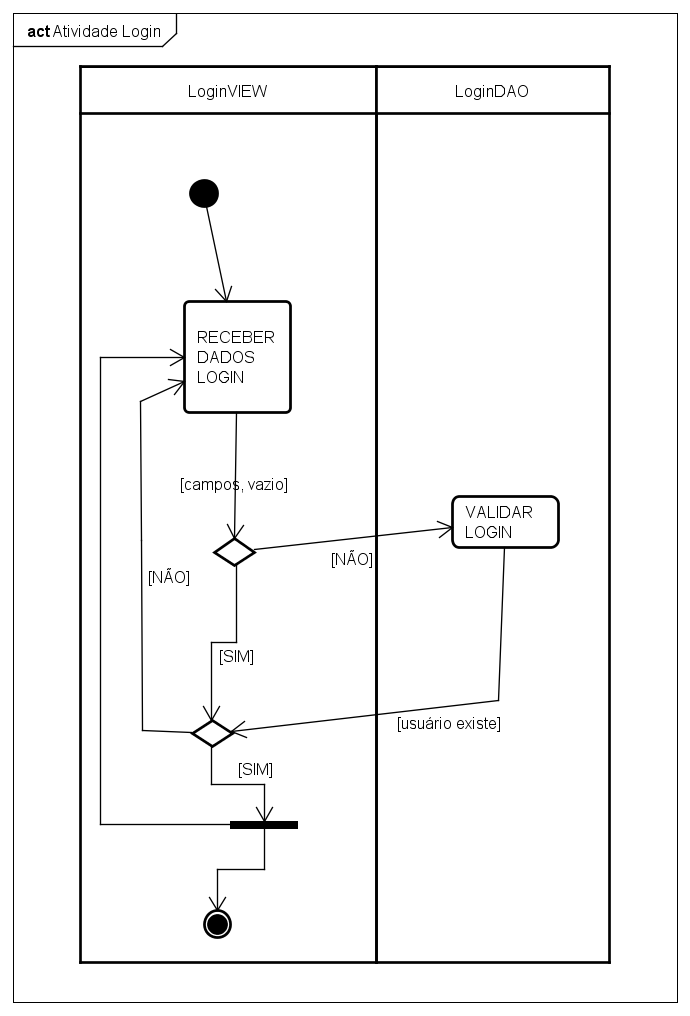 act Atividade Login
LoginVIEW
LoginDAO
RECEBER
DADOS
LOGIN
[campos, vazio]
VALIDAR
LOGIN
[NÃO]
[NÃO]
[SIM]
[usuário existe]
[SIM]